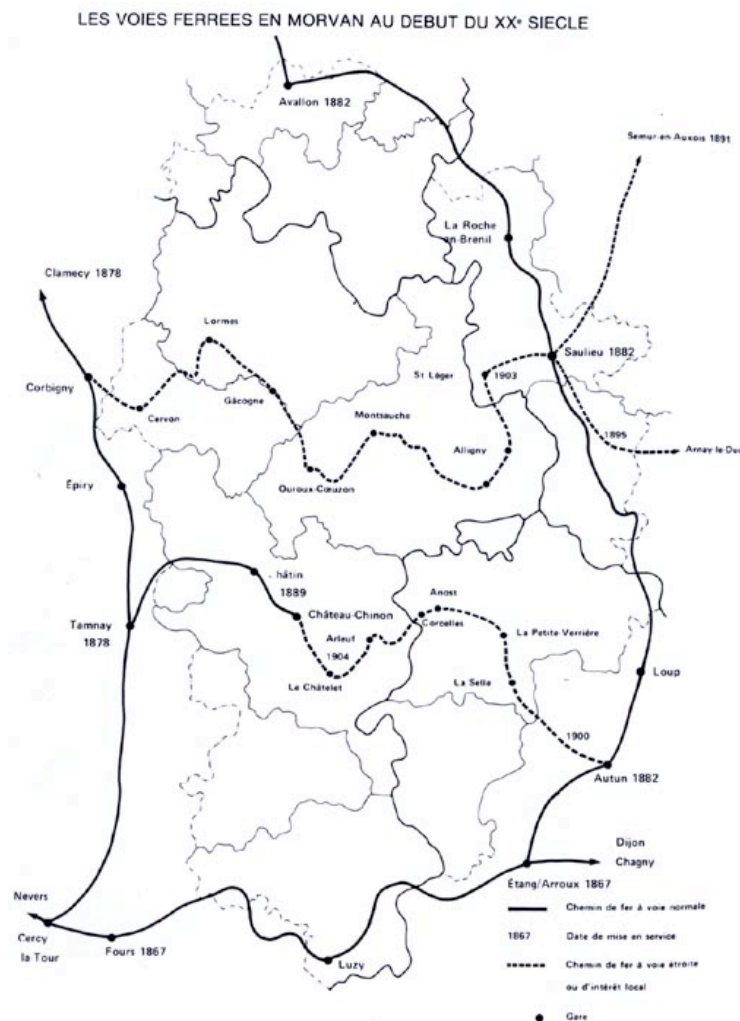 LES VOIES FERREES EN MORVAN AU DEBUT DU XXe SIECLE
Avallon 1882
Semur-en-Auxois 1891
La Roche
en-Brenil
Clamecy 1878
Lormes
Saulieu 1882
St Léger
1903
Corbigny
Gâcogne
Cervon
Montsauche
1895
Alligny
Arnay-le-Duc
Ouroux-Cœuzon
Épiry
hâtin
1889
Anost
Château-Chinon
Corcelles
Tamnay
1878
La Petite-Verrière
Arleuf
1904
Loup
Le Châtelet
La Selle
1900
Autun 1882
Dijon
Chagny
Étang/Arroux 1867
Nevers
Cercy
la Tour
Fours 1867
Luzy
Chemin de fer à voie normale
1867 Date de mise en service
Chemin de fer à voie étroite
ou d'intérêt local
Gare